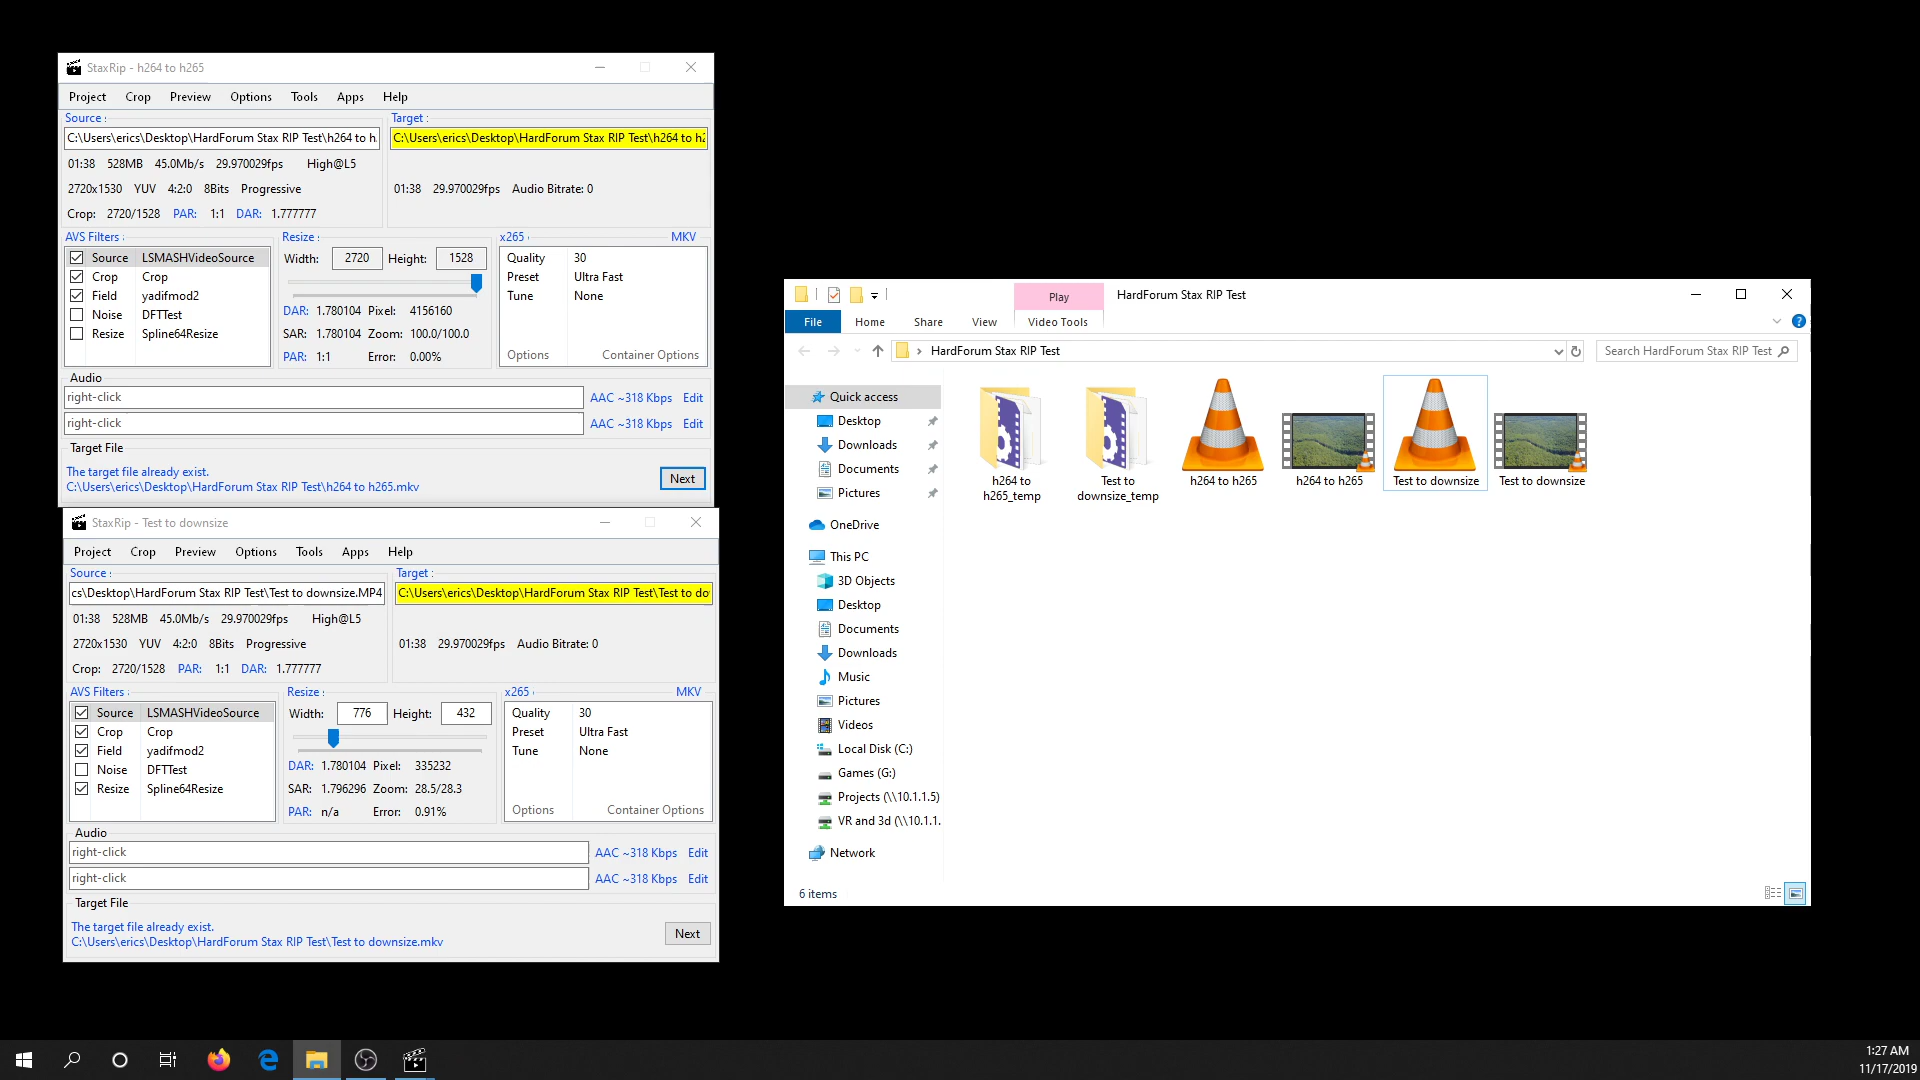 StaxRip - h264 to h265
Project Crop Preview Options Tools Apps Help
Source : Target :
C:\Users\erics\Desktop\HardForum Stax RIP Test\h264 to h. C:\Users\erics\Desktop\HardForum Stax RIP Test\h264 to h2
01:38 528MB 45.0Mb/s 29.970029fps High@L5
2720x1530 YUV 4:2:0 8Bits Progressive 01:38 29.970029fps Audio Bitrate: 0
Crop: 2720/1528 PAR: 1:1 DAR: 1.777777
AVS Filters : Resize : x265 MKV
Source LSMASHVideoSource Width: 2720 Height: 1528 Quality 30
Crop Crop Preset Ultra Fast
Field yadifmod2 Tune None
Noise DFTTest DAR: 1.780104 Pixel: 4156160
Resize Spline64Resize SAR: 1.780104 Zoom: 100.0/100.0
PAR: 1:1 Error: 0.00% Options Container Options
Audio
right-click AAC ~318 Kbps Edit
right-click AAC ~318 Kbps Edit
Target File
The target file already exist.
C:\Users\erics\Desktop\HardForum Stax RIP Test\h264 to h265.mkv
Next
StaxRip - Test to downsize
Project Crop Preview Options Tools Apps Help
Source : Target :
cs\Desktop\HardForum Stax RIP Test\Test to downsize.MP4 C:\Users\erics\Desktop\HardForum Stax RIP Test\Test to do
01:38 528MB 45.0Mb/s 29.970029fps High@L5
2720x1530 YUV 4:2:0 8Bits Progressive 01:38 29.970029fps Audio Bitrate: 0
Crop: 2720/1528 PAR: 1:1 DAR: 1.777777
AVS Filters : Resize : x265 MKV
Source LSMASHVideoSource Width: 776 Height: 432 Quality 30
Crop Crop Preset Ultra Fast
Field yadifmod2 Tune None
Noise DFTTest DAR: 1.780104 Pixel: 335232
Resize Spline64Resize SAR: 1.796296 Zoom: 28.5/28.3
PAR: n/a Error: 0.91% Options Container Options
Audio
right-click AAC ~318 Kbps Edit
right-click AAC ~318 Kbps Edit
Target File
The target file already exist.
C:\Users\erics\Desktop\HardForum Stax RIP Test\Test to downsize.mkv
Next
Play HardForum Stax RIP Test
File Home Share View Video Tools
HardForum Stax RIP Test Search HardForum Stax RIP Test
Quick access
Desktop
Downloads
Documents
Pictures
OneDrive
This PC
3D Objects
Desktop
Documents
Downloads
Music
Pictures
Videos
Local Disk (C:)
Games (G:)
Projects (\\10.1.1.5)
VR and 3d (\\10.1.1.
Network
h264 to
h265_temp
Test to
downsize_temp
h264 to h265
h264 to h265
Test to downsize
Test to downsize
6 items
1:27 AM
11/17/2019